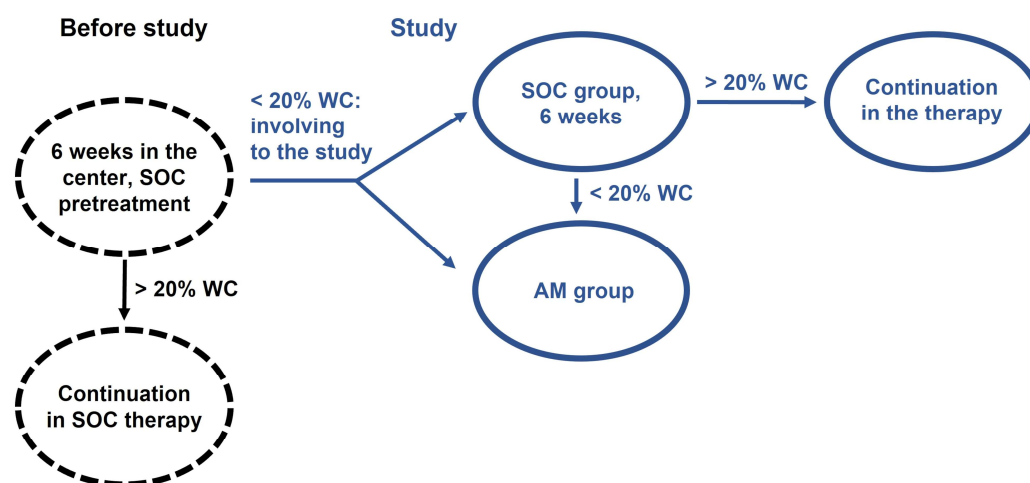 Before study
Study
6 weeks in the
center, SOC
pretreatment
> 20% WC
Continuation
in SOC therapy
< 20% WC:
involving
to the study
SOC group,
6 weeks
> 20% WC
Continuation
in the therapy
< 20% WC
AM group